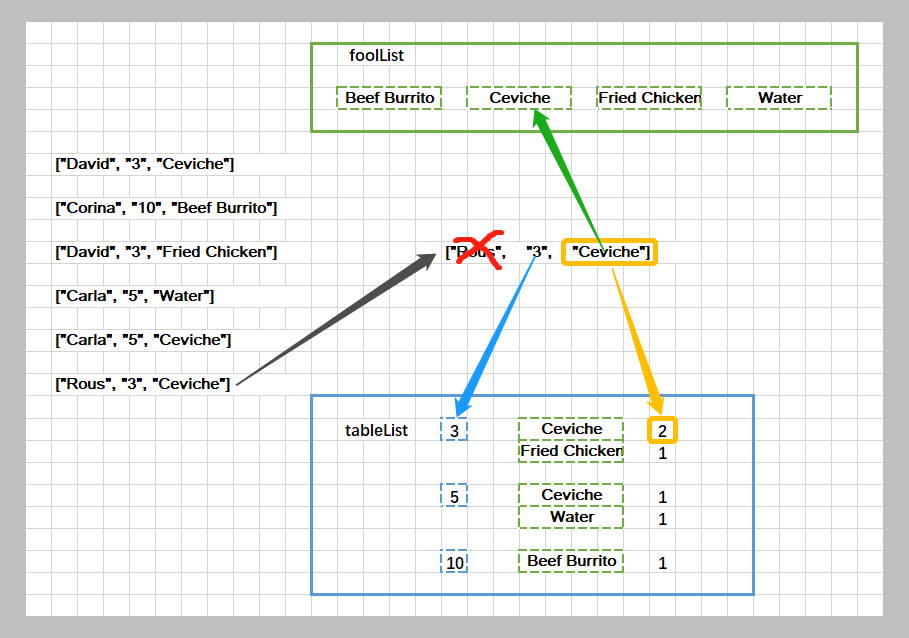 foolList
Beef Burrito Ceviche Fried Chicken Water
["David", "3", "Ceviche"]
["Corina", "10", "Beef Burrito"]
["David", "3", "Fried Chicken"]
["Rous", "3", "Ceviche"]
["Carla", "5", "Water"]
["Carla", "5", "Ceviche"]
["Rous", "3", "Ceviche"]
tableList 3 Ceviche 2
Fried Chicken 1
5 Ceviche 1
Water 1
10 Beef Burrito 1